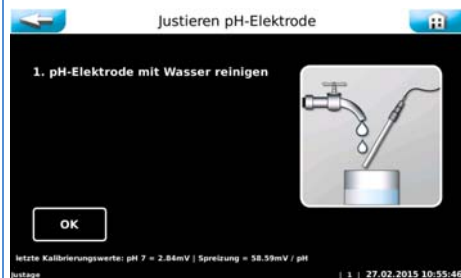 Justieren pH-Elektrode
1. pH-Elektrode mit Wasser reinigen
OK
letzte Kalibrierungswerte: pH 7 = 2.84mV | Spreizung = 58.59mV / pH
Justage | 1 | 27.02.2015 10:55:46